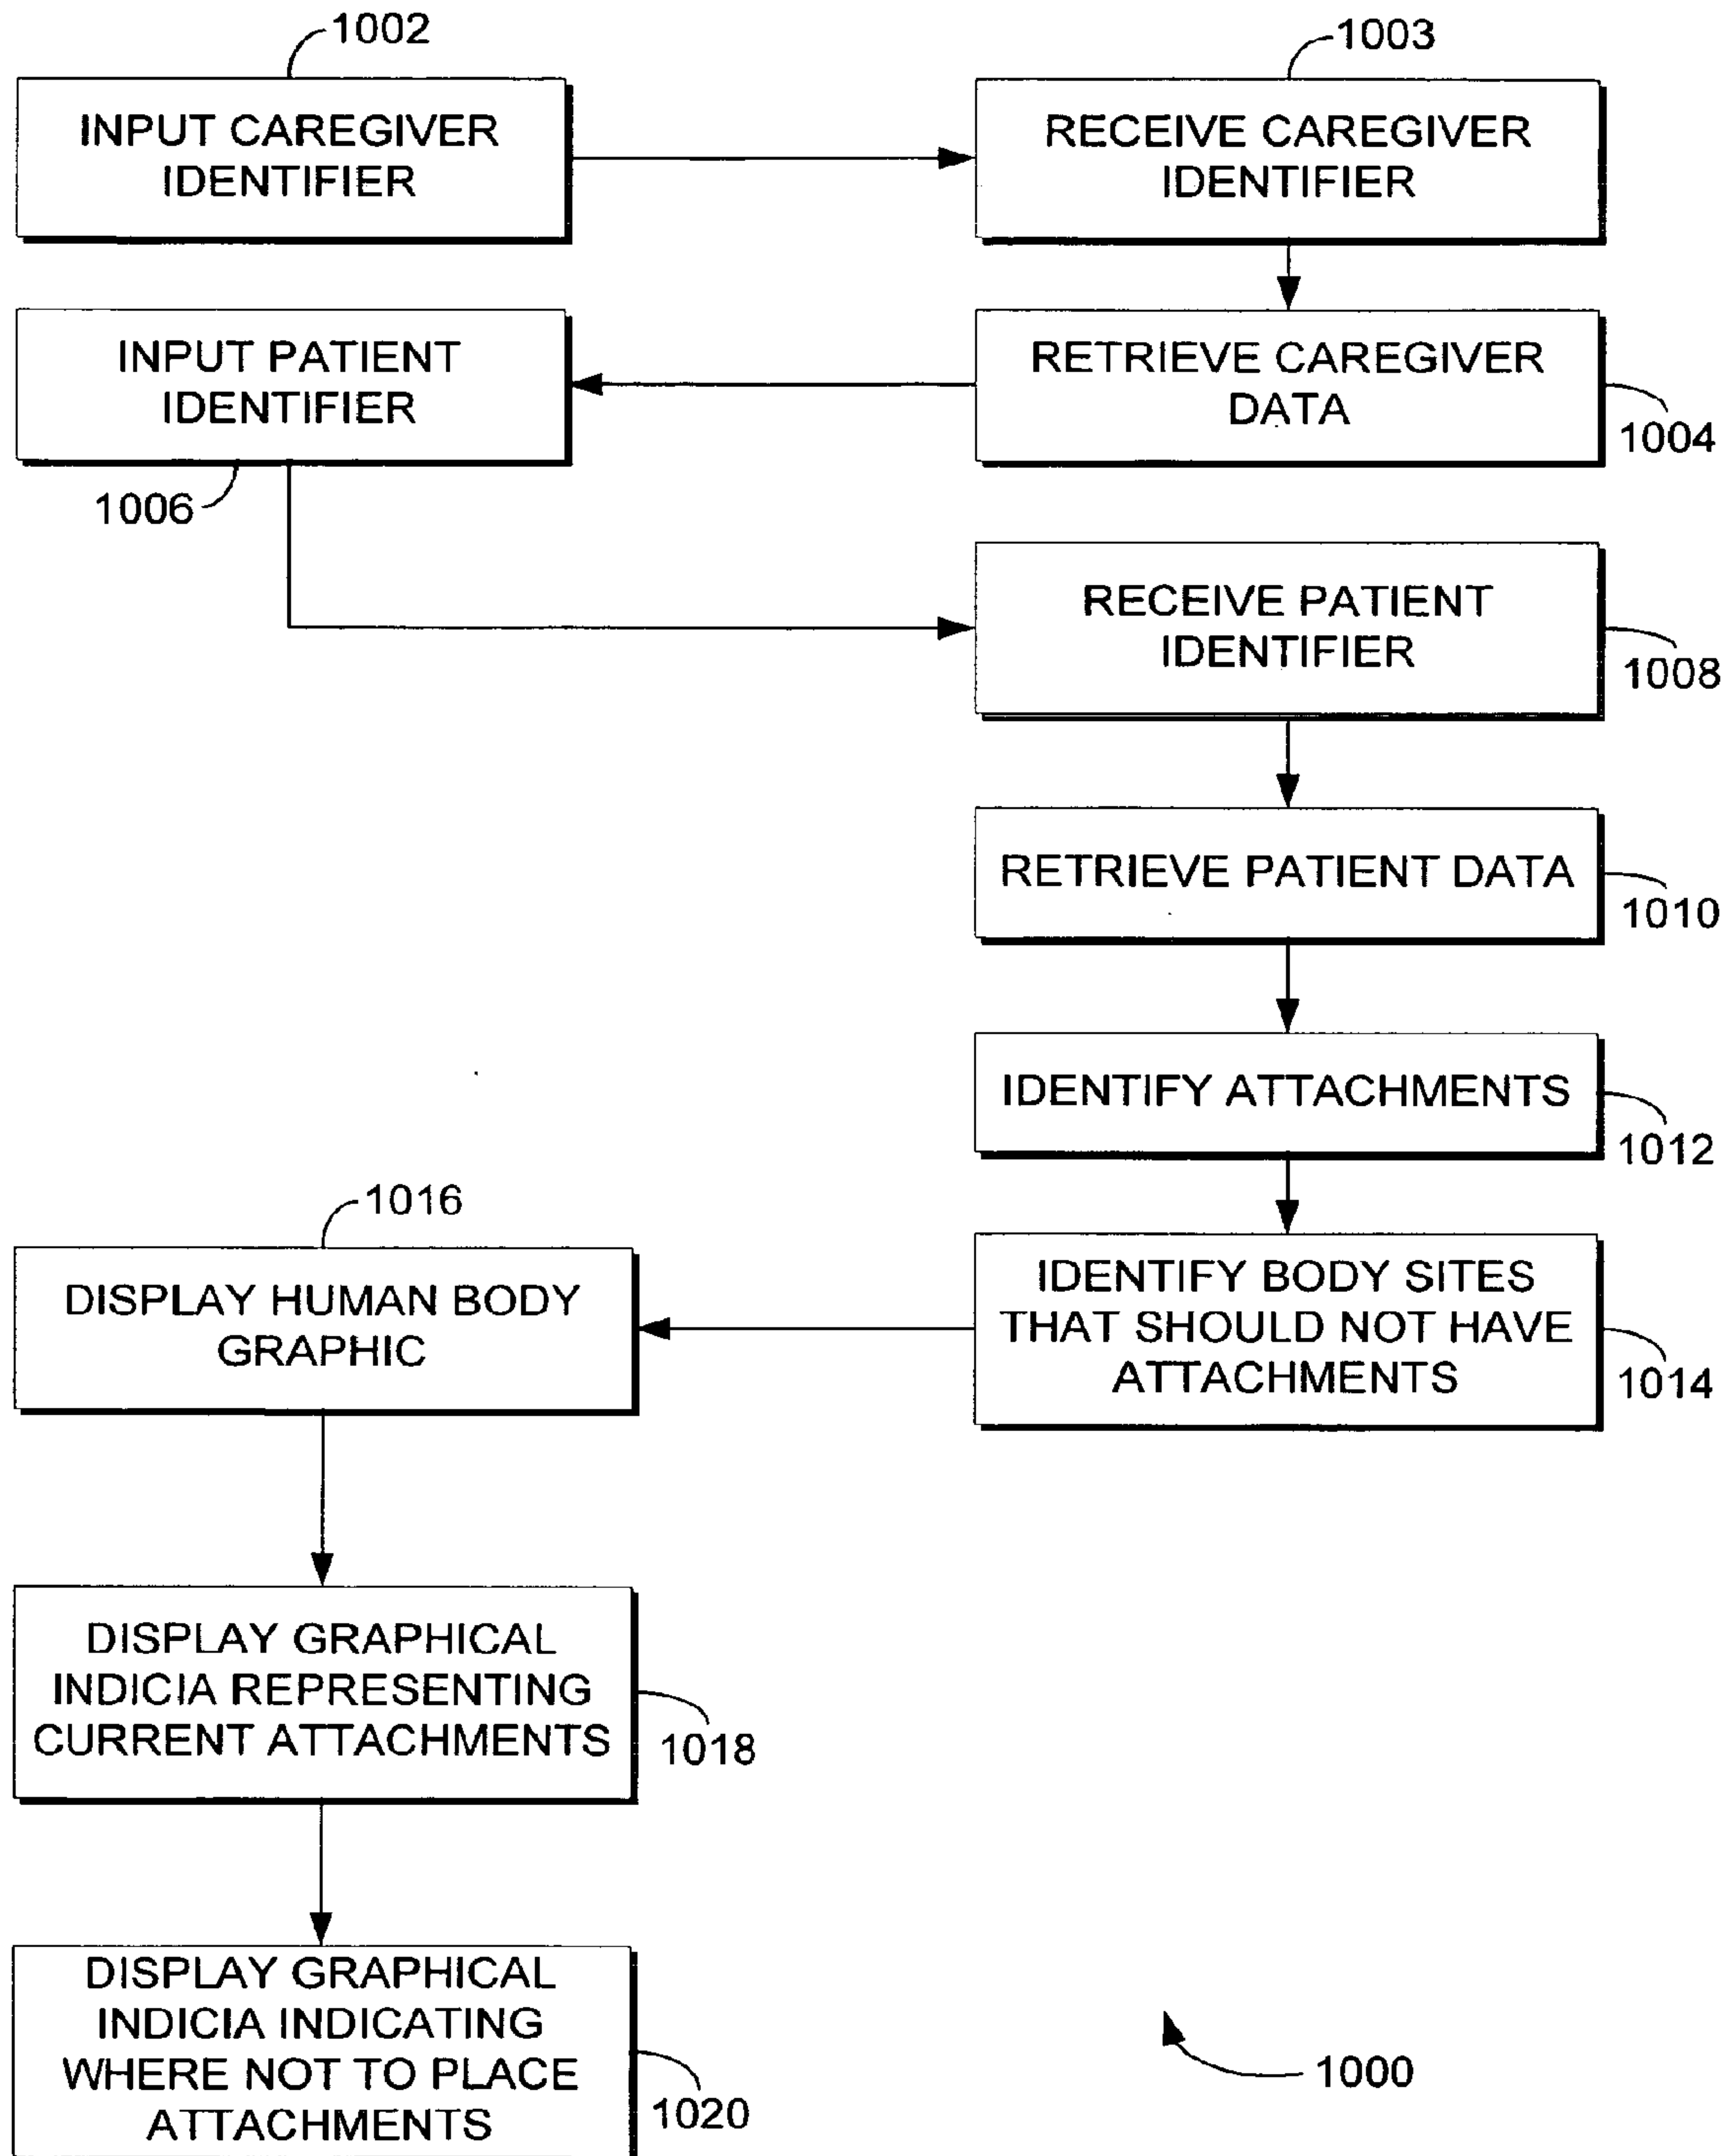 1002
1003
INPUT CAREGIVER
IDENTIFIER
RECEIVE CAREGIVER
IDENTIFIER
INPUT PATIENT
IDENTIFIER
1006
RETRIEVE CAREGIVER
DATA
1004
RECEIVE PATIENT
IDENTIFIER
1008
RETRIEVE PATIENT DATA
1010
IDENTIFY ATTACHMENTS
1012
IDENTIFY BODY SITES
THAT SHOULD NOT HAVE
ATTACHMENTS
1014
1016
DISPLAY HUMAN BODY
GRAPHIC
DISPLAY GRAPHICAL
INDICIA REPRESENTING
CURRENT ATTACHMENTS
1018
DISPLAY GRAPHICAL
INDICIA INDICATING
WHERE NOT TO PLACE
ATTACHMENTS
1020
1000